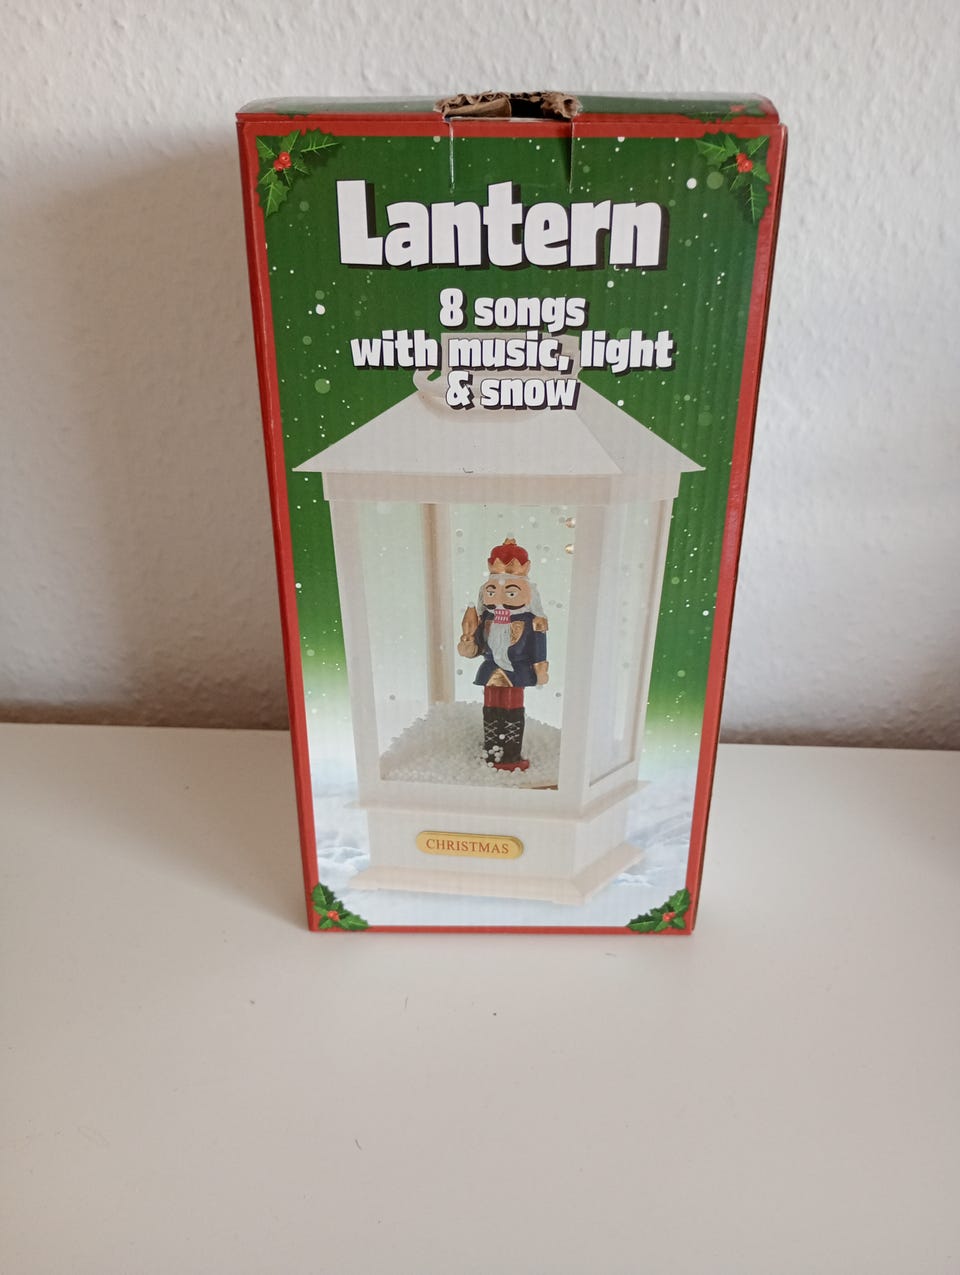 Lantern
8 songs
with music, light
& snow
CHRISTMAS